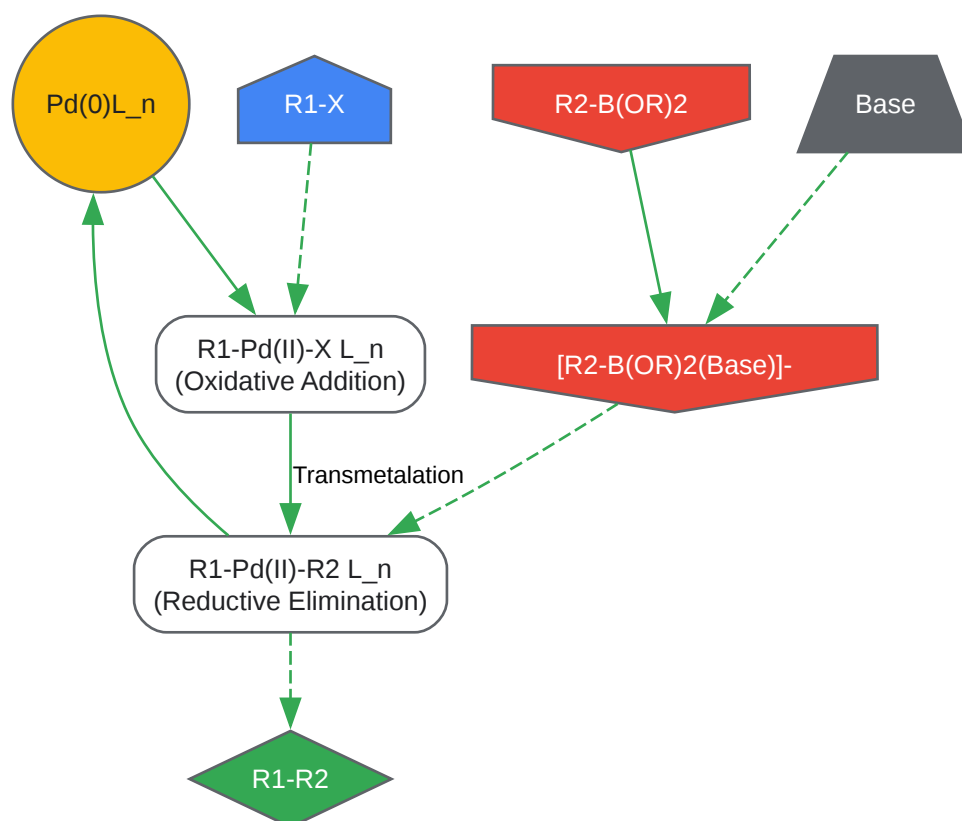 Pd(0)L_n
R1-X
R2-B(OR)2
Base
R1-Pd(II)-X L_n
(Oxidative Addition)
[R2-B(OR)2(Base)]-
Transmetalation
R1-Pd(II)-R2 L_n
(Reductive Elimination)
R1-R2